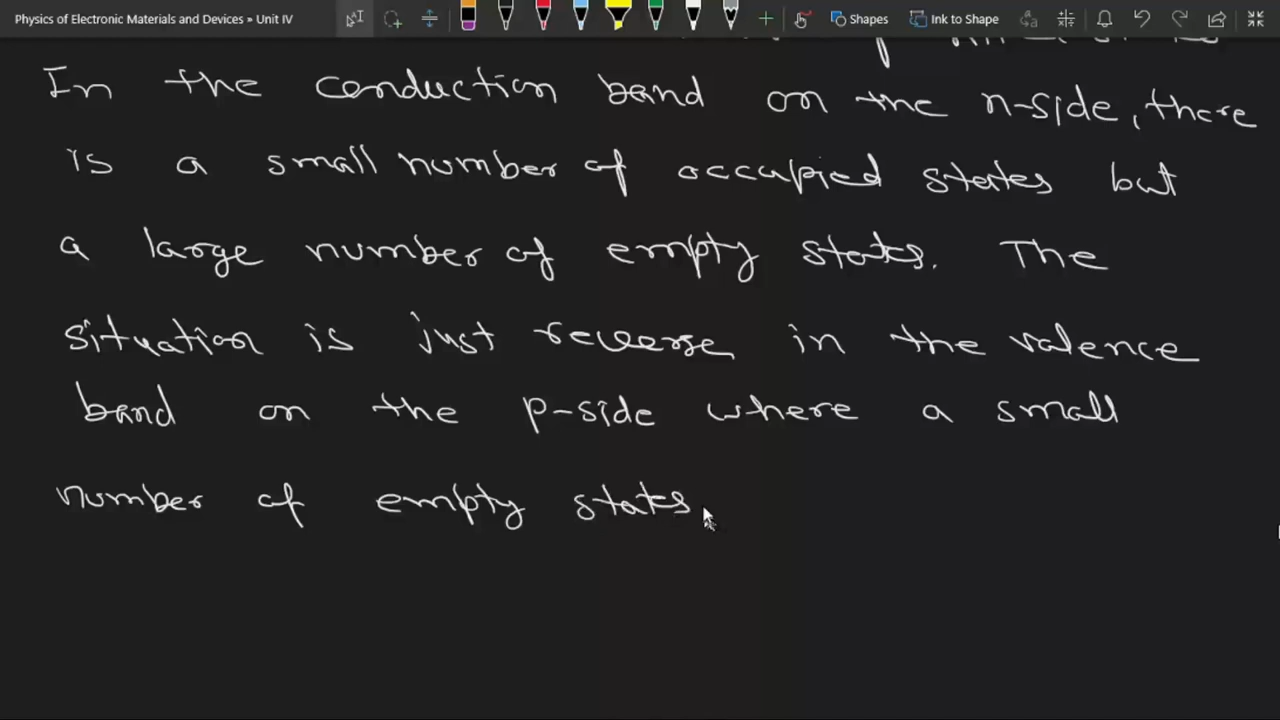 Physics of Electronic Materials and Devices » Unit IV
Shapes
Ink to Shape
In the conduction band on the n-side, there
is a small number of occupied states but
a large number of empty states. The
situation is just reverse in the valence
band on the p-side where a small
number of empty states